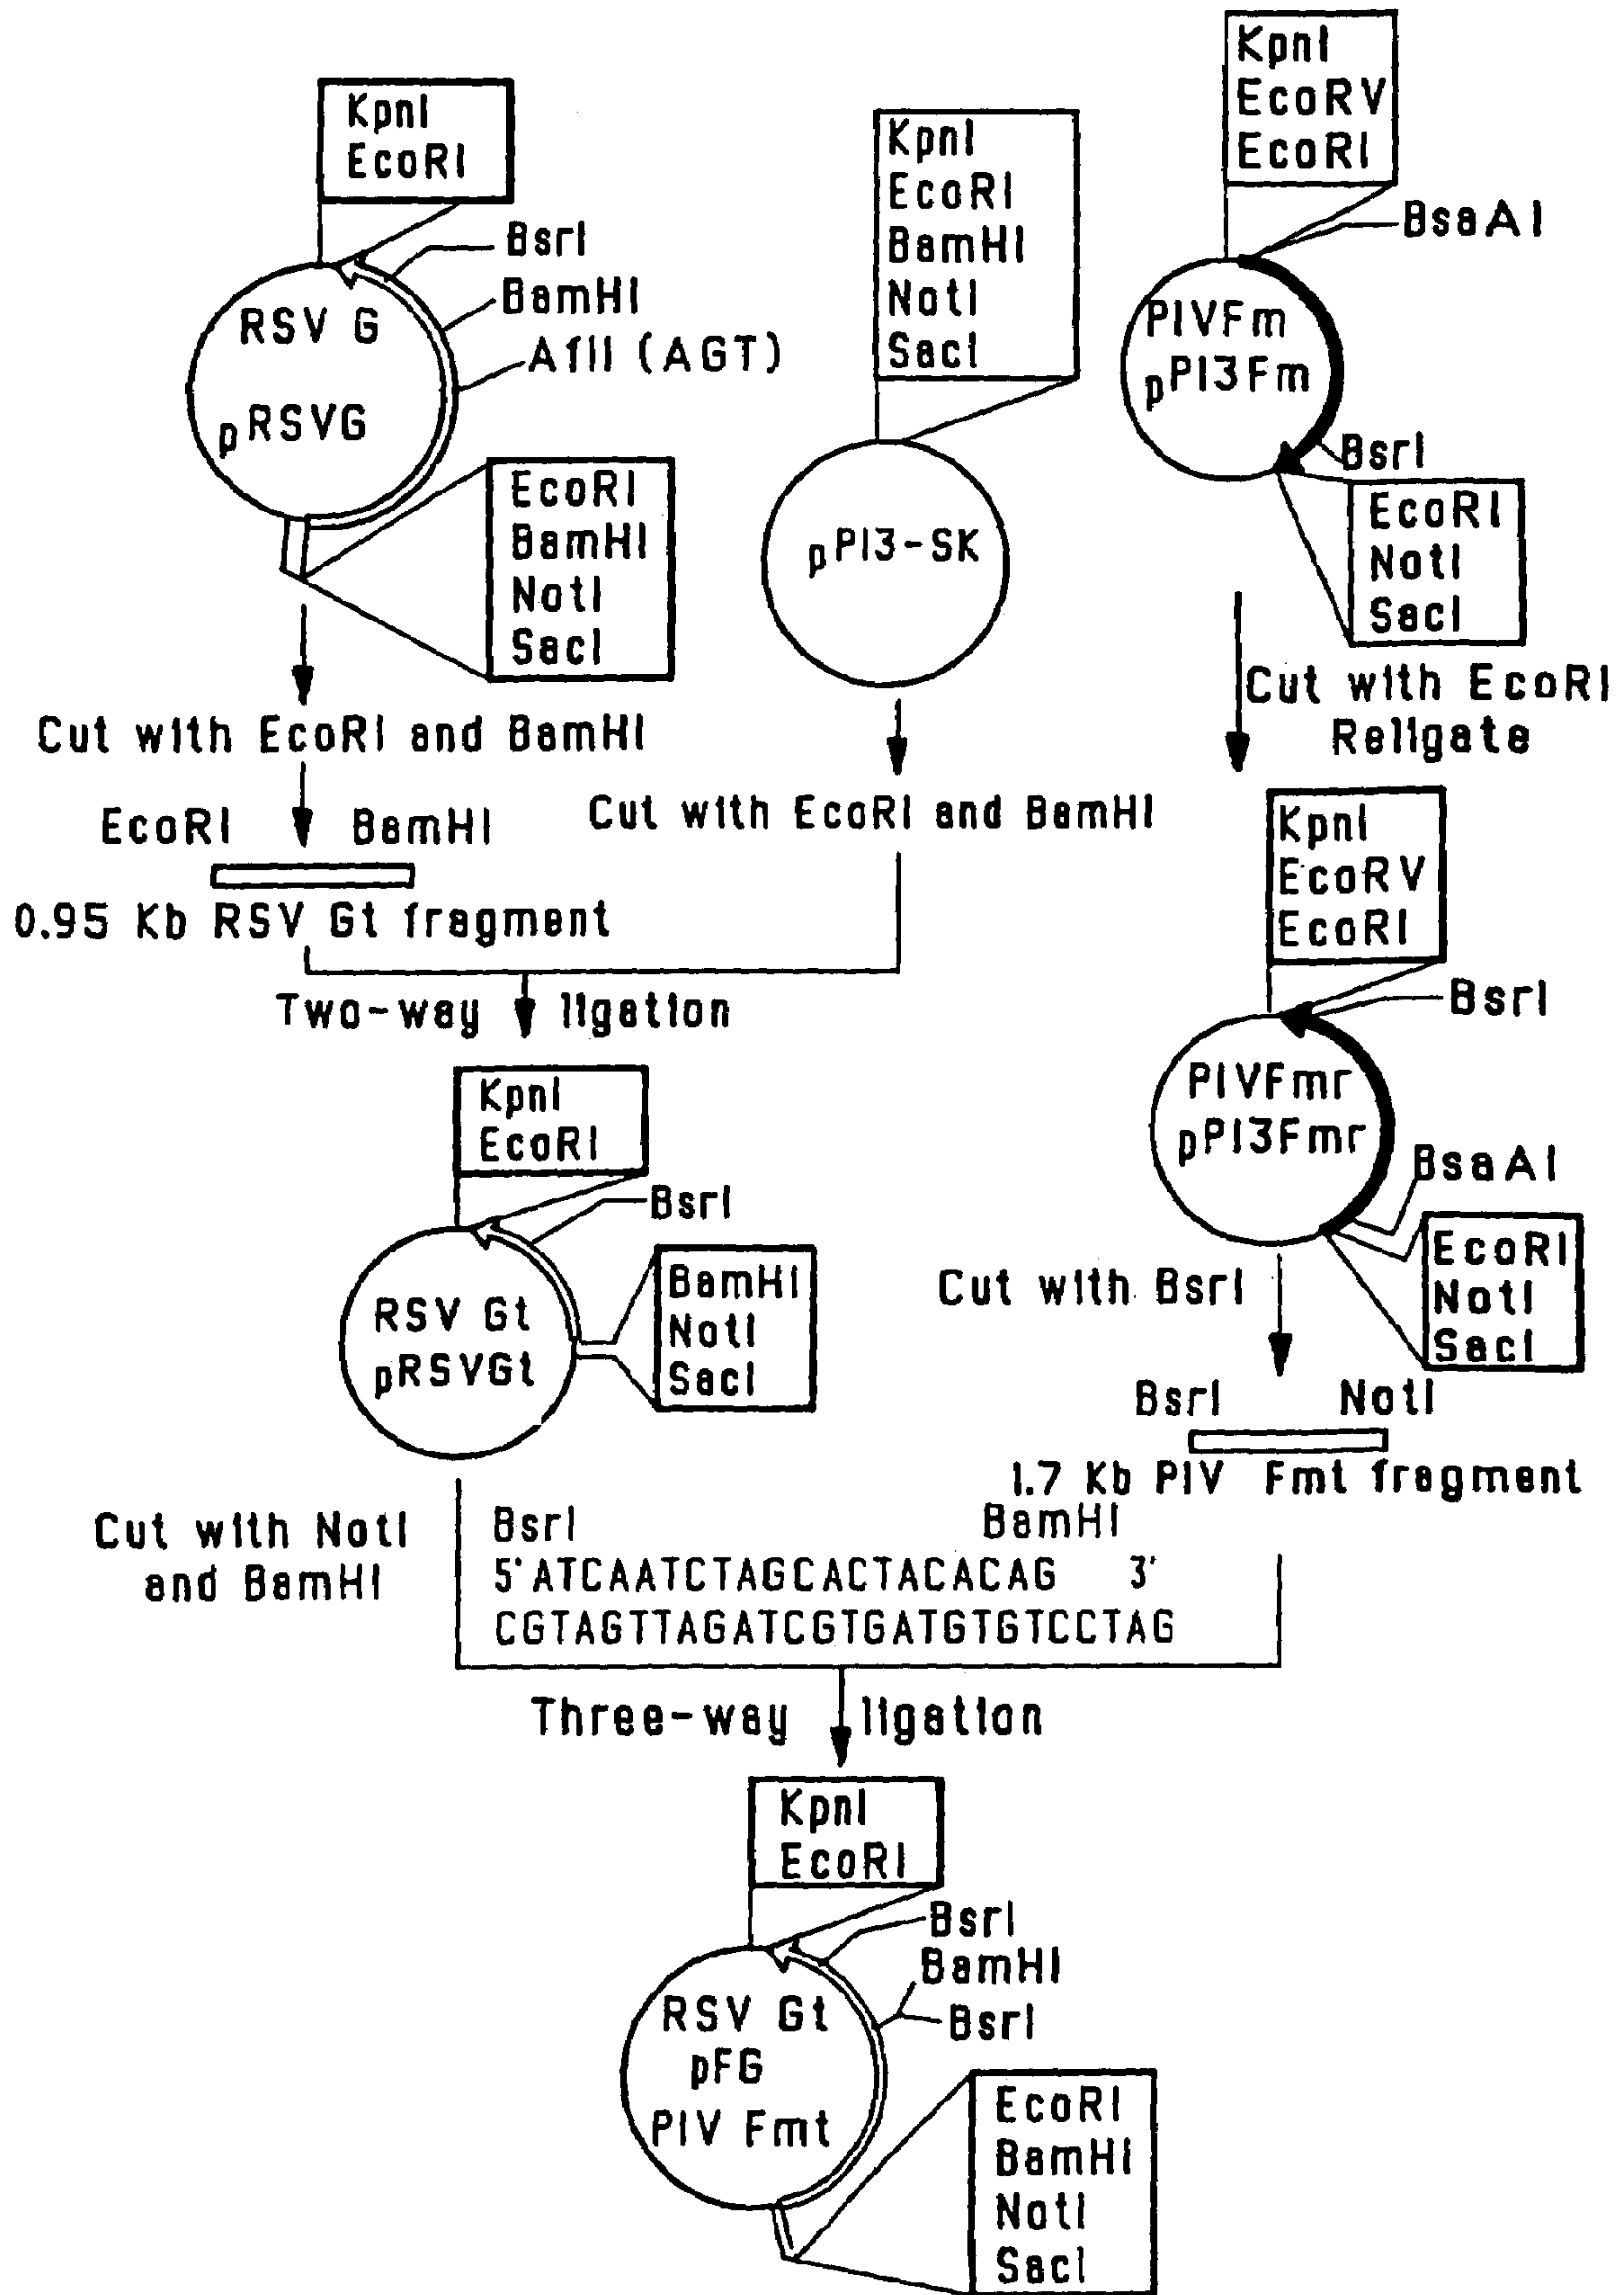 KpnI
EcoRI
BsrI
BamHI
AflII (AGT)
RSV G
pRSVG
EcoRI
BamHI
NotI
SacI
Cut with EcoRI and BamHI
EcoRI BamHI
0.95 Kb RSV Gt fragment
KpnI
EcoRI
BamHI
NotI
SacI
pPI3-SK
Cut with EcoRI and BamHI
KpnI
EcoRV
EcoRI
BsaAI
PIVFm
pPI3Fm
BsrI
EcoRI
NotI
SacI
Cut with EcoRI
Religate
Two-way ligation
KpnI
EcoRI
BsrI
RSV Gt
pRSVGt
BamHI
NotI
SacI
KpnI
EcoRV
EcoRI
BsrI
PIVFmr
pPI3Fmr
BsaAI
EcoRI
NotI
SacI
Cut with BsrI
BsrI NotI
1.7 Kb PIV Fmt fragment
Cut with NotI
and BamHI
BsrI BamHI
5'ATCAATCTAGCACTACACAG 3'
CGTAGTTAGATCGTGATGTGTCCTAG
Three-way ligation
KpnI
EcoRI
BsrI
BamHI
BsrI
RSV Gt
pFG
PIV Fmt
EcoRI
BamHI
NotI
SacI